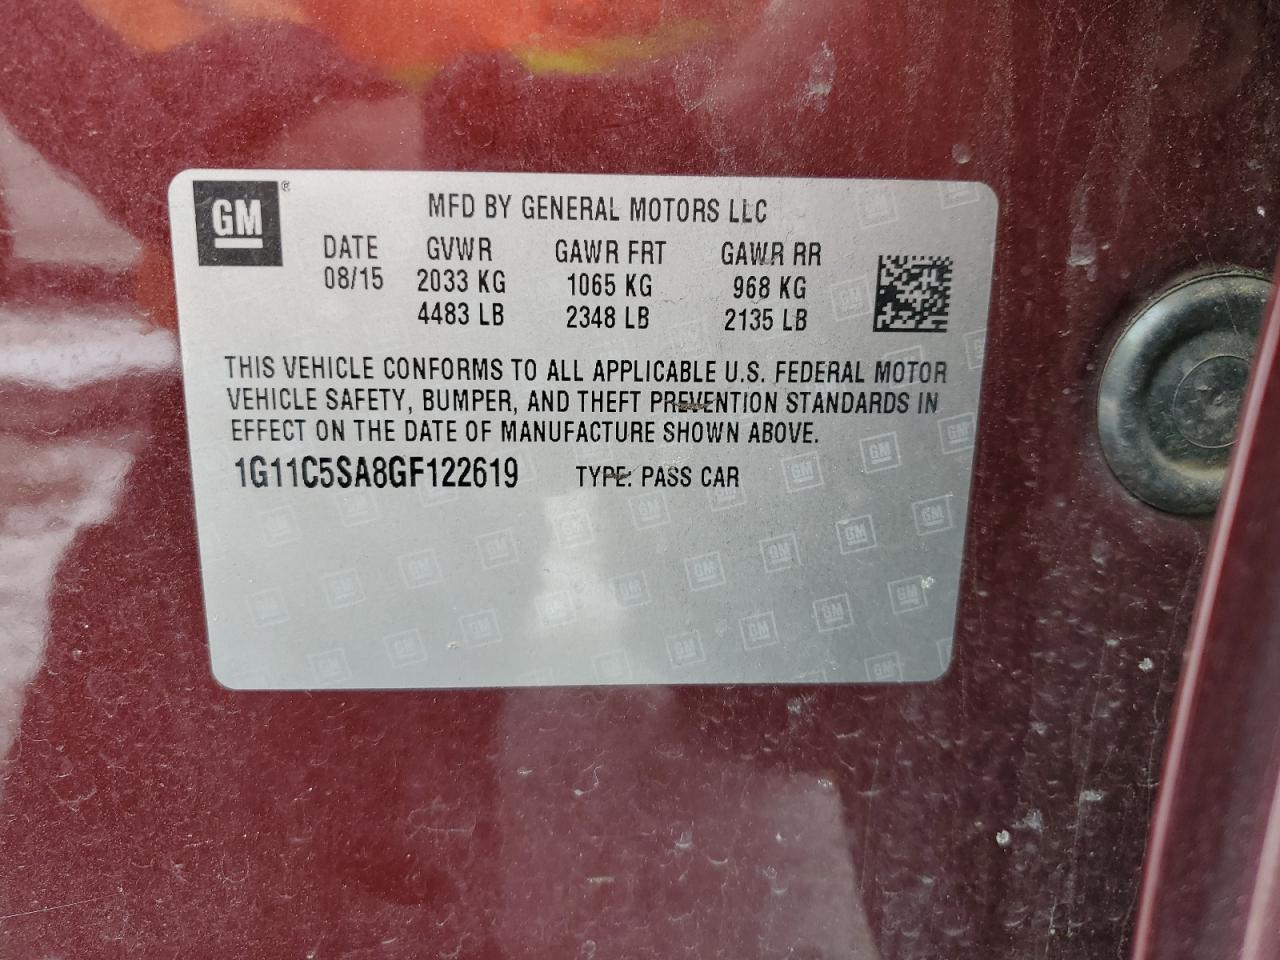 GM ®
MFD BY GENERAL MOTORS LLC
DATE GVWR GAWR FRT GAWR RR
08/15 2033 KG 1065 KG 968 KG
4483 LB 2348 LB 2135 LB
THIS VEHICLE CONFORMS TO ALL APPLICABLE U.S. FEDERAL MOTOR
VEHICLE SAFETY, BUMPER, AND THEFT PREVENTION STANDARDS IN
EFFECT ON THE DATE OF MANUFACTURE SHOWN ABOVE.
1G11C5SA8GF122619 TYPE: PASS CAR